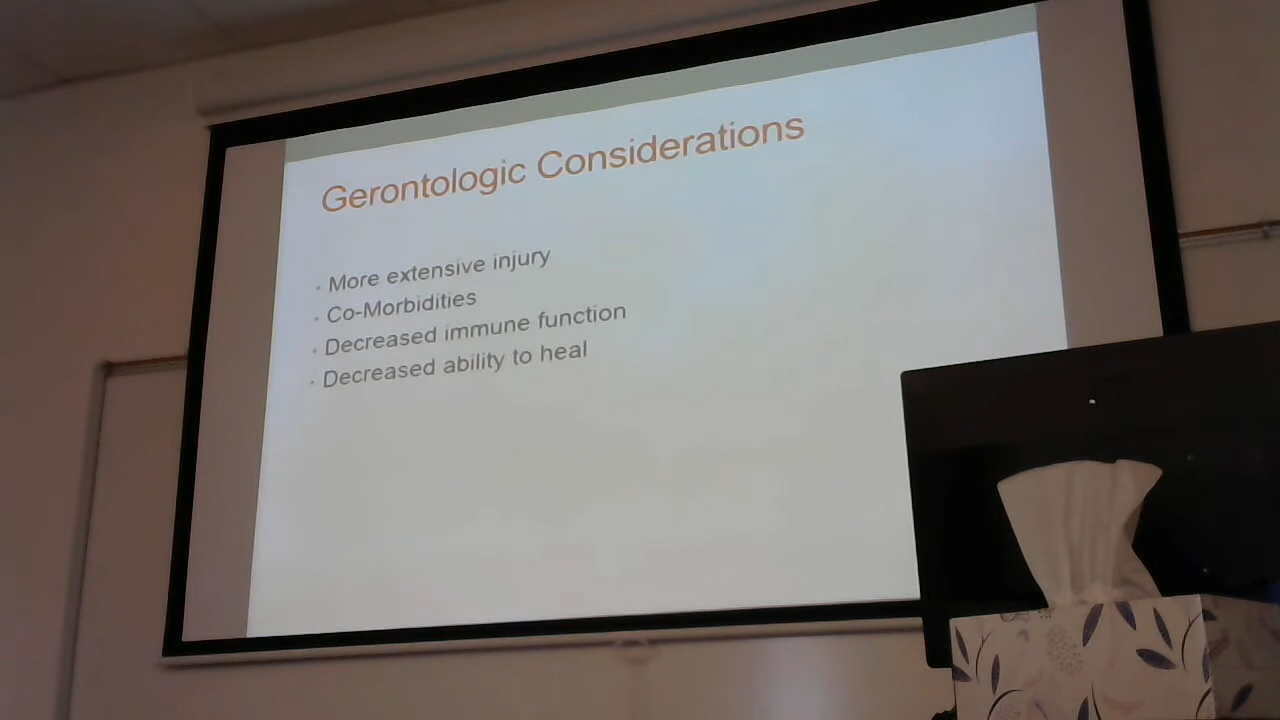 Gerontologic Considerations
• More extensive injury
• Co-Morbidities
• Decreased immune function
• Decreased ability to heal